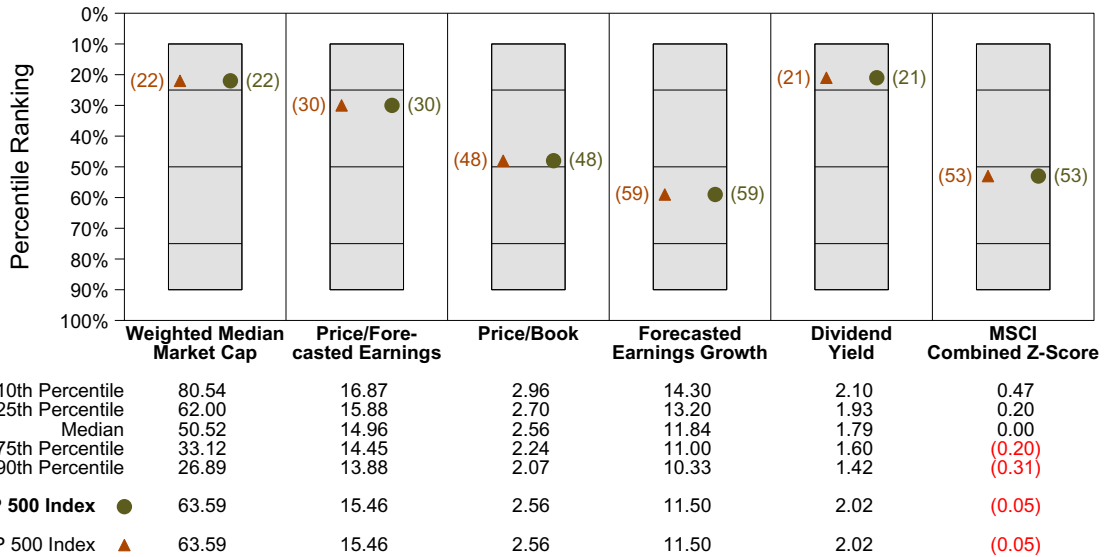 0%
10%
20%
30%
40%
50%
60%
70%
80%
90%
100%
Percentile Ranking
(22) (22)
(30) (30)
(48) (48)
(59) (59)
(21) (21)
(53) (53)
Weighted Median Price/Fore- Price/Book Forecasted Dividend MSCI
Market Cap casted Earnings Earnings Growth Yield Combined Z-Score
10th Percentile 80.54 16.87 2.96 14.30 2.10 0.47
25th Percentile 62.00 15.88 2.70 13.20 1.93 0.20
Median 50.52 14.96 2.56 11.84 1.79 0.00
75th Percentile 33.12 14.45 2.24 11.00 1.60 (0.20)
90th Percentile 26.89 13.88 2.07 10.33 1.42 (0.31)
P 500 Index 63.59 15.46 2.56 11.50 2.02 (0.05)
P 500 Index 63.59 15.46 2.56 11.50 2.02 (0.05)